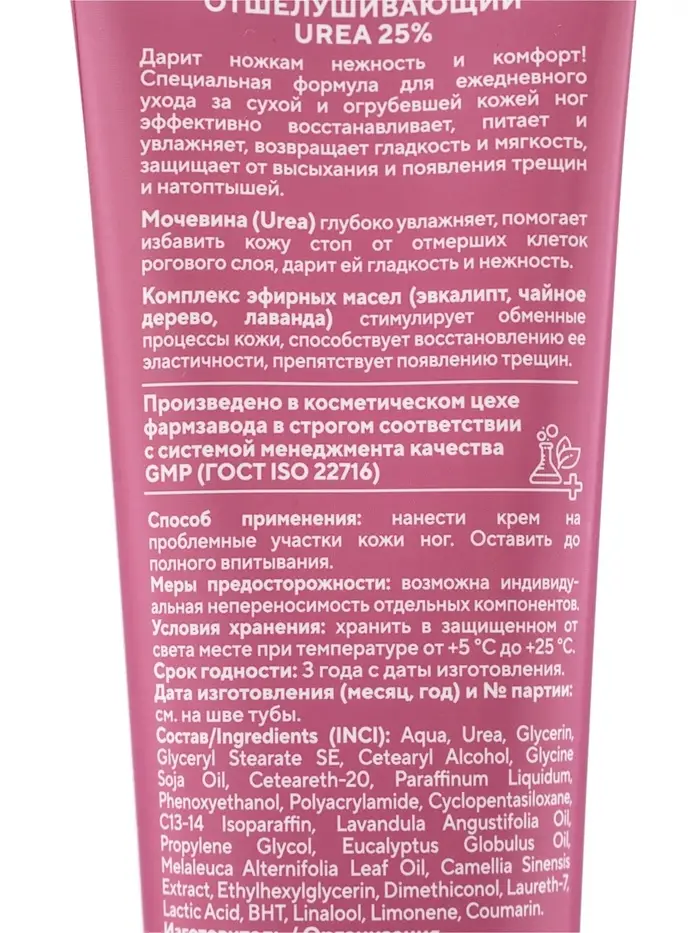 ОТШЕЛУШИВАЮЩИЙ
UREA 25%
Дарит ножкам нежность и комфорт!
Специальная формула для ежедневного
ухода за сухой и огрубевшей кожей ног
эффективно восстанавливает, питает и
увлажняет, возвращает гладкость и мягкость,
защищает от высыхания и появления трещин
и натоптышей.
Мочевина (Urea) глубоко увлажняет, помогает
избавить кожу стоп от отмерших клеток
рогового слоя, дарит ей гладкость и нежность.
Комплекс эфирных масел (эвкалипт, чайное
дерево, лаванда) стимулирует обменные
процессы кожи, способствует восстановлению ее
эластичности, препятствует появлению трещин.
Произведено в косметическом цехе
фармзавода в строгом соответствии
с системой менеджмента качества
GMP (ГОСТ ISO 22716)
Способ применения: нанести крем на
проблемные участки кожи ног. Оставить до
полного впитывания.
Меры предосторожности: возможна индивиду-
альная непереносимость отдельных компонентов.
Условия хранения: хранить в защищенном от
света месте при температуре от +5 °C до +25 °C.
Срок годности: 3 года с даты изготовления.
Дата изготовления (месяц, год) и № партии:
см. на шве тубы.
Состав/Ingredients (INCI): Aqua, Urea, Glycerin,
Glyceryl Stearate SE, Cetearyl Alcohol, Glycine
Soja Oil, Ceteareth-20, Paraffinum Liquidum,
Phenoxyethanol, Polyacrylamide, Cyclopentasiloxane,
C13-14 Isoparaffin, Lavandula Angustifolia Oil,
Propylene Glycol, Eucalyptus Globulus Oil,
Melaleuca Alternifolia Leaf Oil, Camellia Sinensis
Extract, Ethylhexylglycerin, Dimethiconol, Laureth-7,
Lactic Acid, BHT, Linalool, Limonene, Coumarin.
Изготовитель / Организация